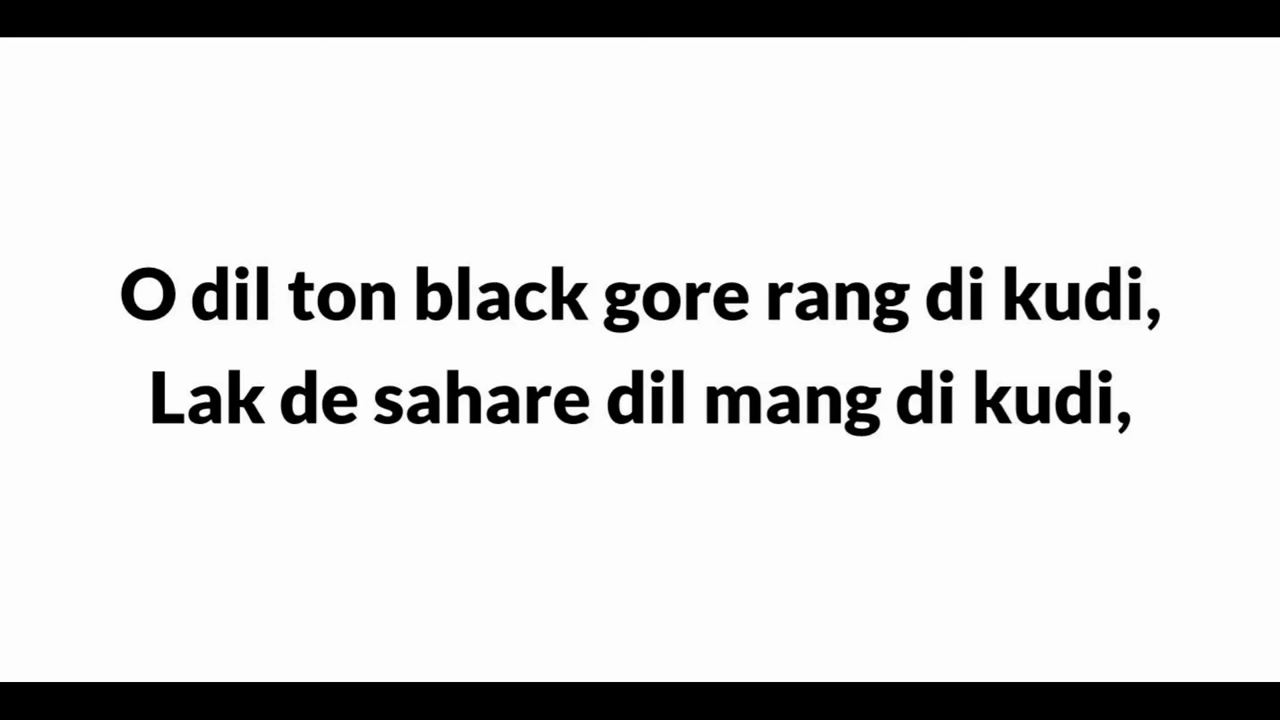 O dil ton black gore rang di kudi,
Lak de sahare dil mang di kudi,